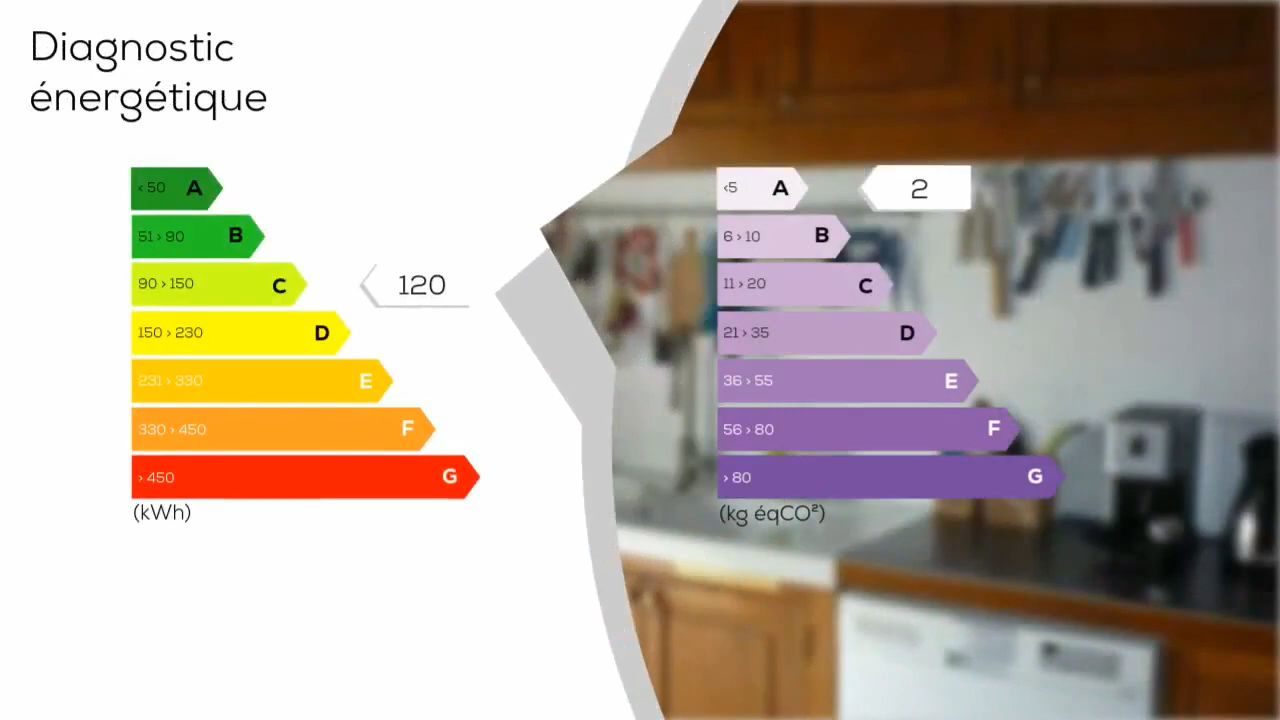 Diagnostic
énergétique
< 50 A
51 > 90 B
90 > 150 C
120
150 > 230 D
231 > 330 E
330 > 450 F
> 450 G
(kWh)
<5 A
2
6 > 10 B
11 > 20 C
21 > 35 D
36 > 55 E
56 > 80 F
> 80 G
(kg éqCO²)